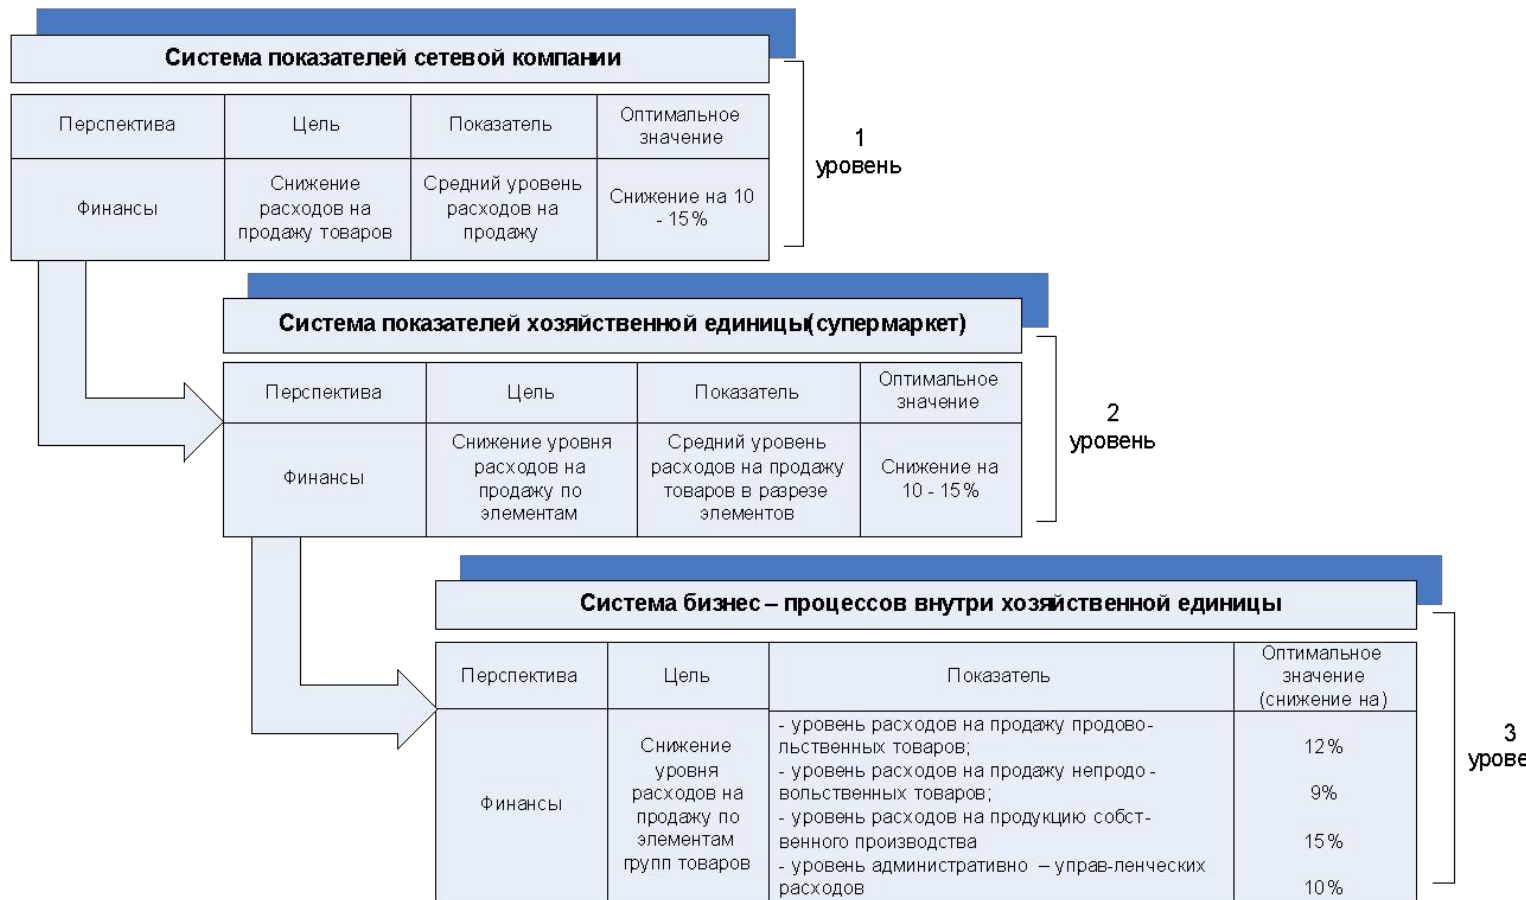 Система показателей сетевой компании
Перспектива
Цель
Показатель
Оптимальное
значение
Финансы
Снижение
расходов на
продажу товаров
Средний уровень
расходов на
продажу
Снижение на 10
- 15%
1
уровень
Система показателей хозяйственной единицы(супермаркет)
Перспектива
Цель
Показатель
Оптимальное
значение
Финансы
Снижение уровня
расходов на
продажу по
элементам
Средний уровень
расходов на продажу
товаров в разрезе
элементов
Снижение на
10 - 15%
2
уровень
Система бизнес – процессов внутри хозяйственной единицы
Перспектива
Цель
Показатель
Оптимальное
значение
(снижение на)
Финансы
Снижение
уровня
расходов на
продажу по
элементам
групп товаров
- уровень расходов на продажу продово-
льственных товаров;
- уровень расходов на продажу непродо -
вольственных товаров;
- уровень расходов на продукцию собст-
венного производства
- уровень административно – управ-ленческих
расходов
12%
9%
15%
10%
3
урове